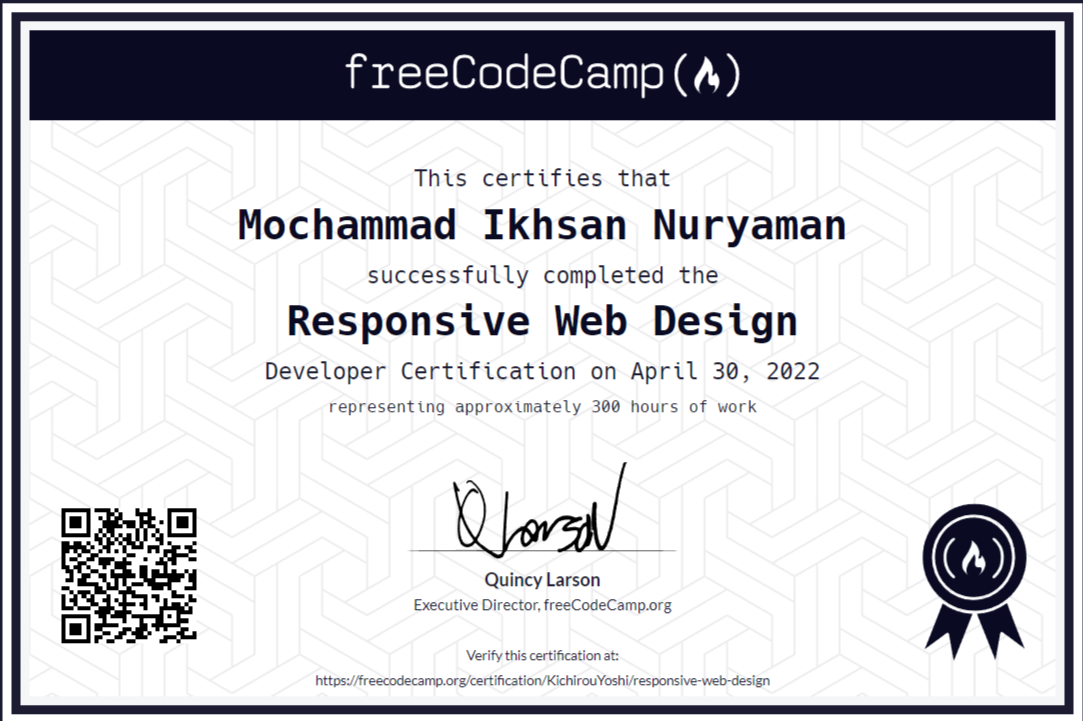 freeCodeCamp
This certifies that
Mochammad Ikhsan Nuryaman
successfully completed the
Responsive Web Design
Developer Certification on April 30, 2022
representing approximately 300 hours of work
QLarson
Quincy Larson
Executive Director, freeCodeCamp.org
Verify this certification at:
https://freecodecamp.org/certification/KichirouYoshi/responsive-web-design